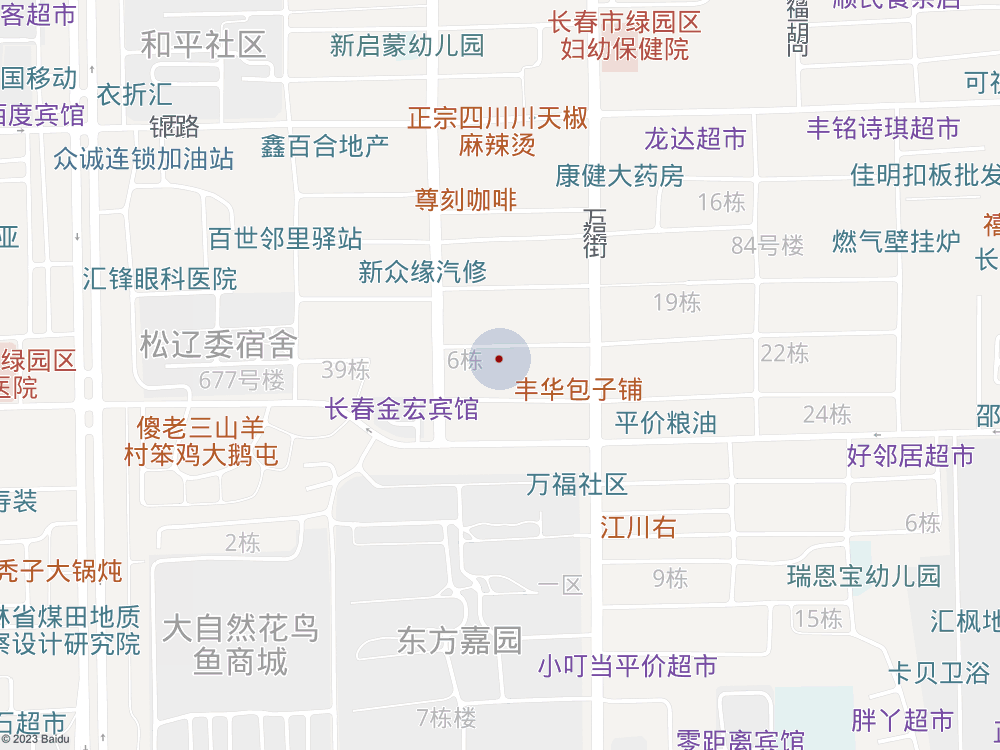 客超市
和平社区
新启蒙幼儿园
长春市绿园区
妇幼保健院
福
胡
同
国移动
衣折汇
可视
百度宾馆
锦
西
路
正宗四川川天椒
麻辣烫
龙达超市
丰铭诗琪超市
众诚连锁加油站
鑫百合地产
康健大药房
佳明扣板批发
尊刻咖啡
16栋
万
福
街
亚
百世邻里驿站
84号楼
燃气壁挂炉
禧
长
汇锋眼科医院
新众缘汽修
19栋
松辽委宿舍
绿园区
医院
677号楼
39栋
6栋
22栋
丰华包子铺
长春金宏宾馆
平价粮油
24栋
邵
傻老三山羊
村笨鸡大鹅屯
好邻居超市
万福社区
寿装
江川右
6栋
2栋
秃子大锅炖
一区
9栋
瑞恩宝幼儿园
林省煤田地质
察设计研究院
大自然花鸟
鱼商城
东方嘉园
15栋
汇枫地
小叮当平价超市
卡贝卫浴
石超市
7栋楼
胖丫超市
零距离宾馆
© 2023 Baidu